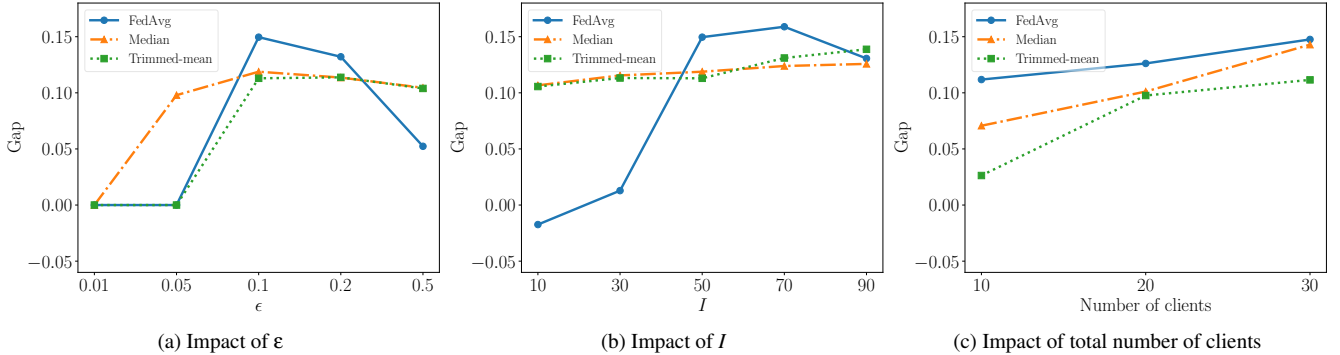 FedAvg
Median
Trimmed-mean
0.15
0.10
0.05
0.00
−0.05
Gap
0.01
0.05
0.1
0.2
0.5
ϵ
(a) Impact of ε
FedAvg
Median
Trimmed-mean
0.15
0.10
0.05
0.00
−0.05
Gap
10
30
50
70
90
I
(b) Impact of I
FedAvg
Median
Trimmed-mean
0.15
0.10
0.05
0.00
−0.05
Gap
10
20
30
Number of clients
(c) Impact of total number of clients